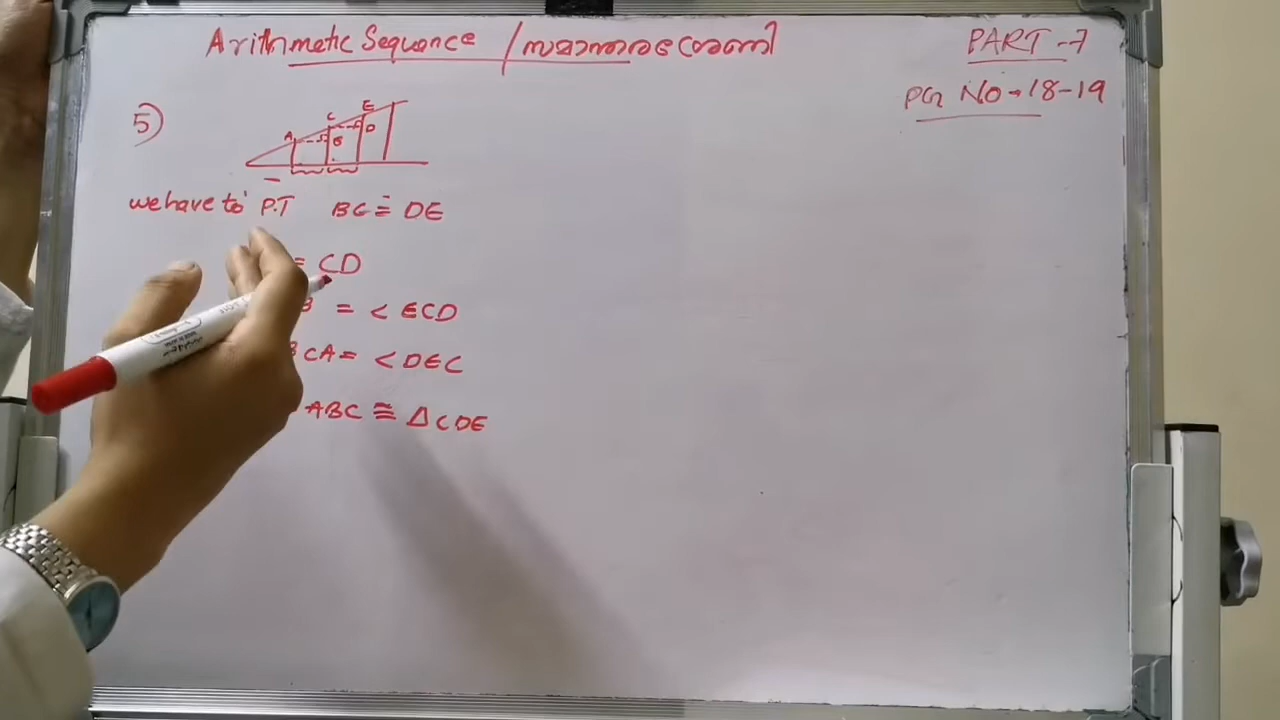 Arithmetic Sequence / സമാന്തരശ്രേണി
PART-7
PG NO-18-19
5)
C E
A B D
we have to P.T BC = DE
= CD
B = < ECD
BCA = < DEC
ABC ≅ Δ CDE